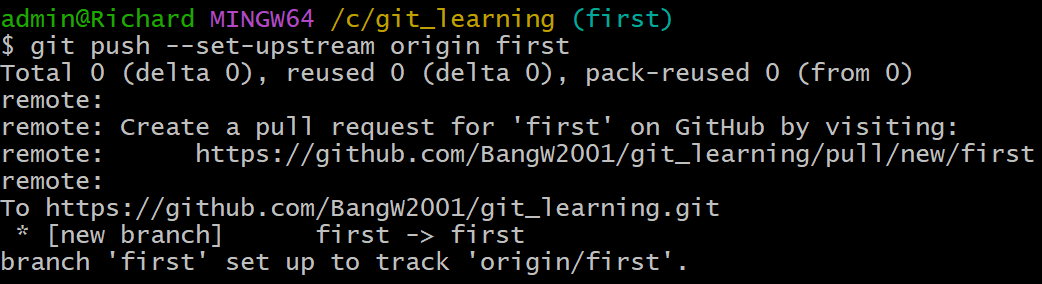 admin@Richard MINGW64 /c/git_learning (first)
$ git push --set-upstream origin first
Total 0 (delta 0), reused 0 (delta 0), pack-reused 0 (from 0)
remote:
remote: Create a pull request for 'first' on GitHub by visiting:
remote:      https://github.com/BangW2001/git_learning/pull/new/first
remote:
To https://github.com/BangW2001/git_learning.git
 * [new branch]      first -> first
branch 'first' set up to track 'origin/first'.